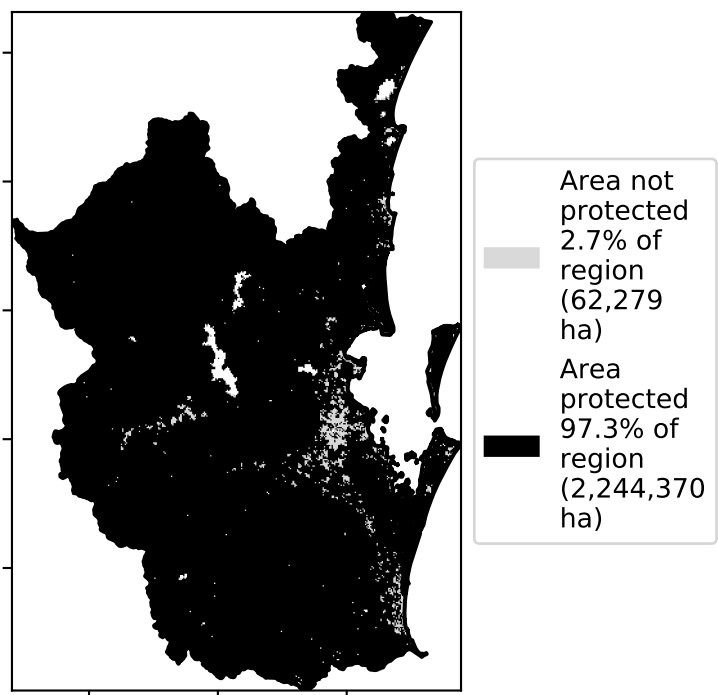 Area not
protected
2.7% of
region
(62,279
ha)
Area
protected
97.3% of
region
(2,244,370
ha)